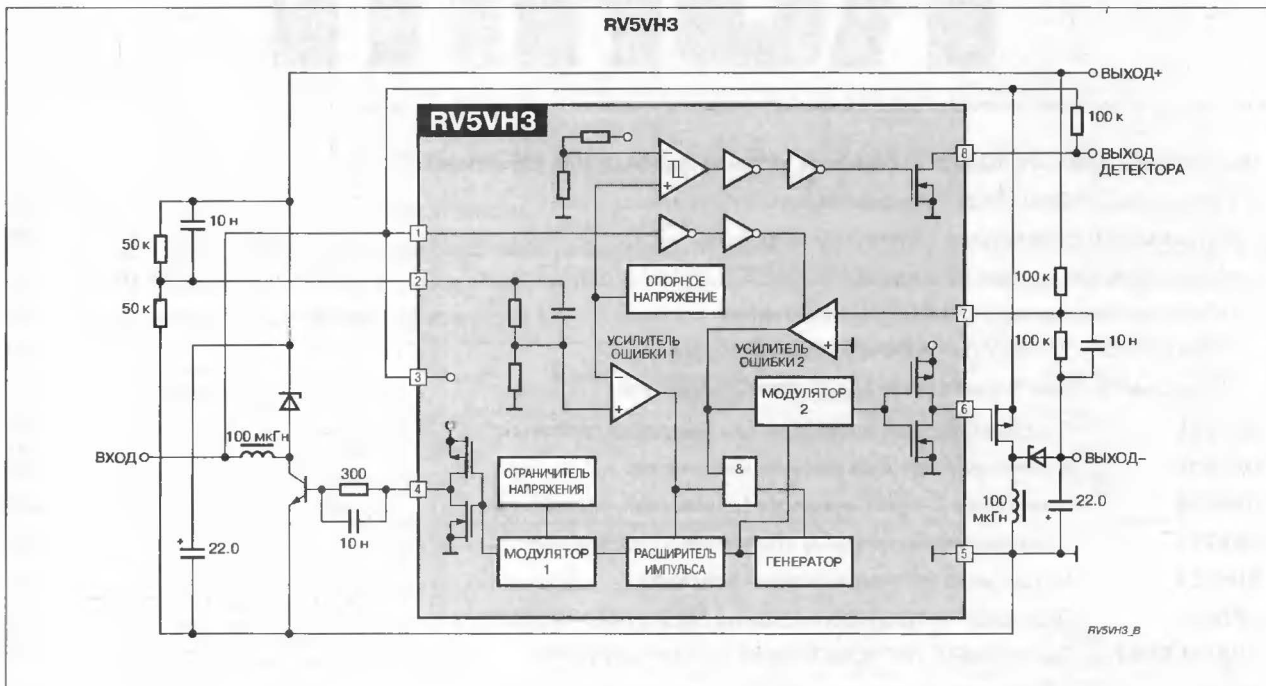 RV5VH3
ВЫХОД+
RV5VH3
100 к
8
ВЫХОД
ДЕТЕКТОРА
10 н
1
50 к
2
50 к
ОПОРНОЕ
НАПРЯЖЕНИЕ
100 к
7
УСИЛИТЕЛЬ
ОШИБКИ 1
УСИЛИТЕЛЬ
ОШИБКИ 2
100 к
10 н
3
МОДУЛЯТОР
2
6
100 мкГн
ВХОД
ВЫХОД–
300
4
ОГРАНИЧИТЕЛЬ
НАПРЯЖЕНИЯ
&
10 н
100
мкГн
22.0
22.0
МОДУЛЯТОР
1
РАСШИРИТЕЛЬ
ИМПУЛЬСА
ГЕНЕРАТОР
5
RV5VH3_B